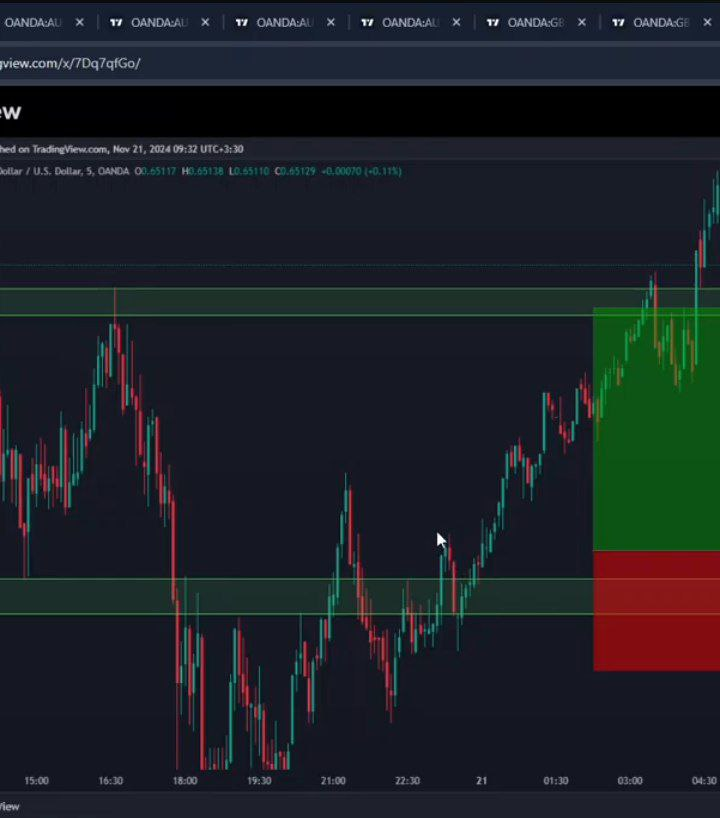 OANDA:AU OANDA:AU OANDA:AU OANDA:AU OANDA:GB OANDA:GB
gview.com/x/7Dq7qfGo/
ew
hed on TradingView.com, Nov 21, 2024 09:32 UTC+3:30
Dollar / U.S. Dollar, 5, OANDA O0.65117 H0.65138 L0.65110 C0.65129 +0.00070 (+0.11%)
15:00 16:30 18:00 19:30 21:00 22:30 21 01:30 03:00 04:30
View